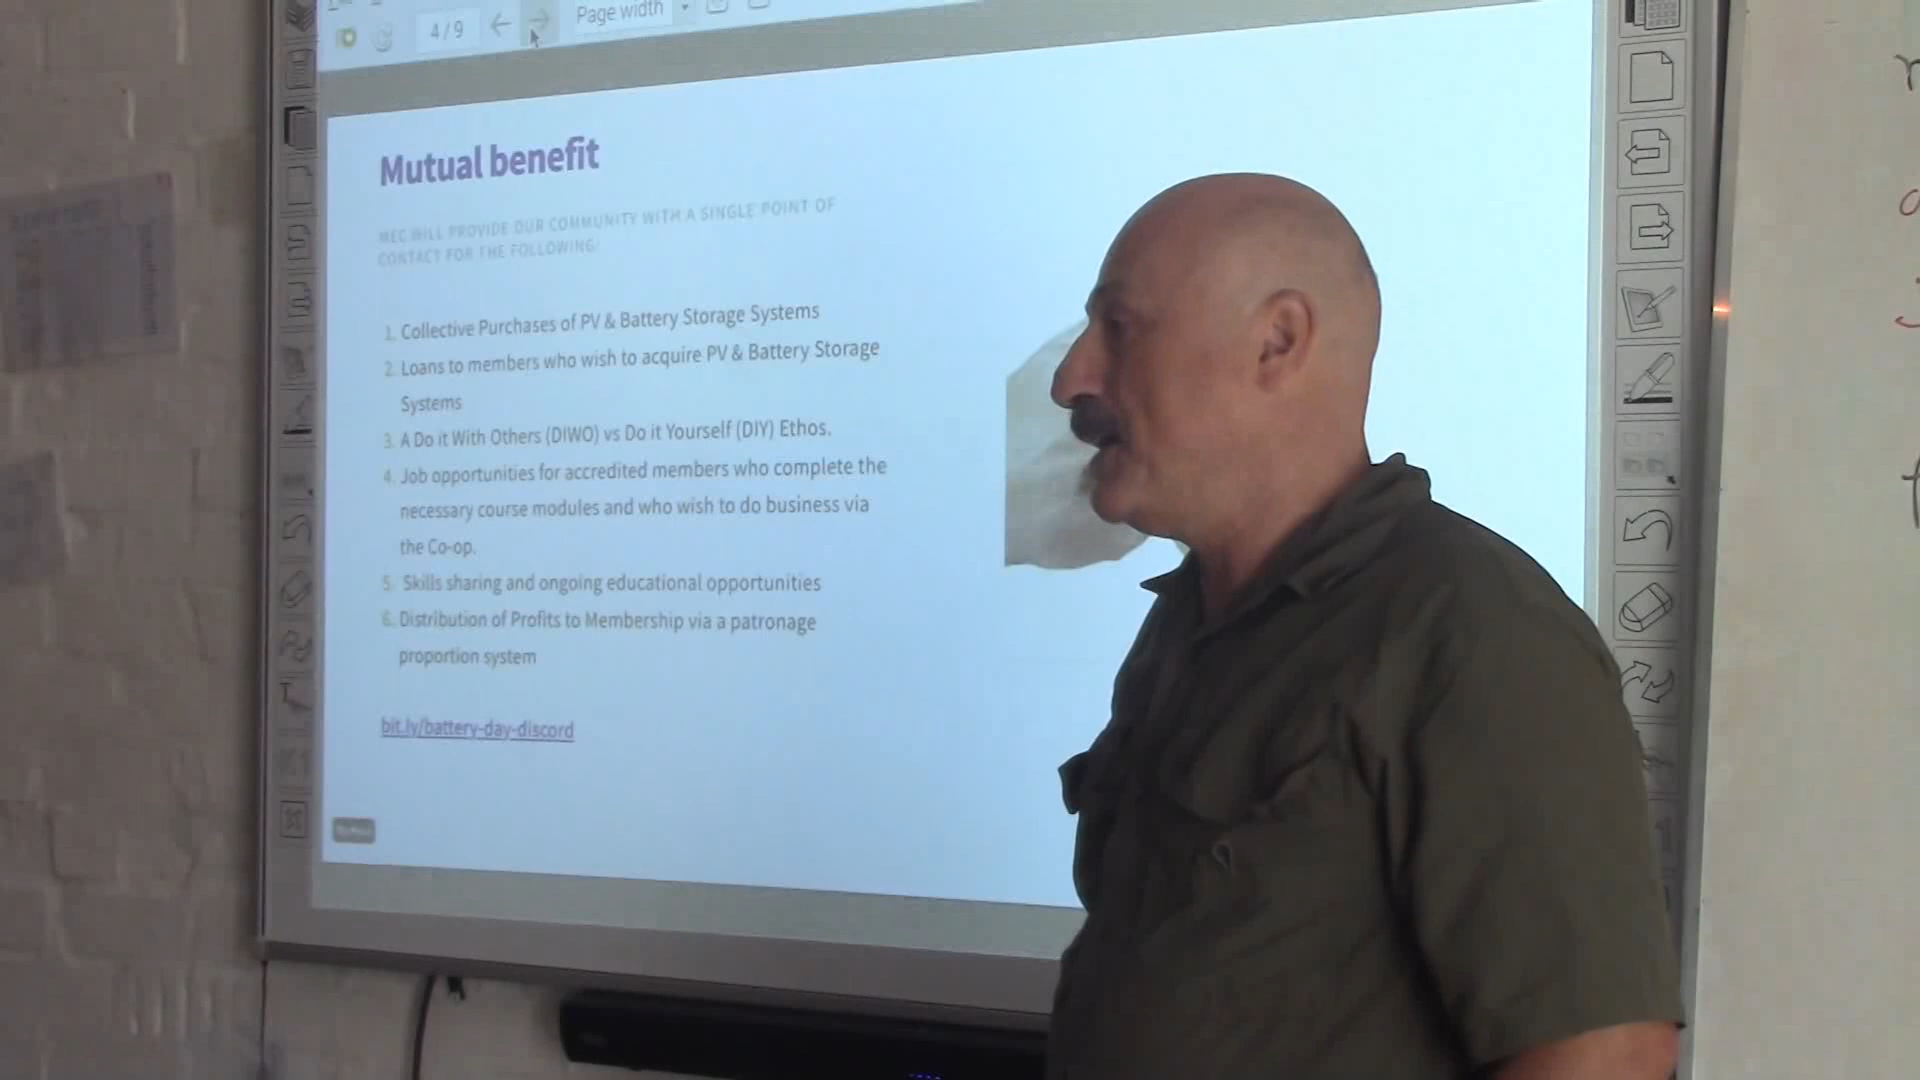 4 / 9
Page width
Mutual benefit
MEC WILL PROVIDE OUR COMMUNITY WITH A SINGLE POINT OF
CONTACT FOR THE FOLLOWING:
1. Collective Purchases of PV & Battery Storage Systems
2. Loans to members who wish to acquire PV & Battery Storage
Systems
3. A Do it With Others (DIWO) vs Do it Yourself (DIY) Ethos.
4. Job opportunities for accredited members who complete the
necessary course modules and who wish to do business via
the Co-op.
5. Skills sharing and ongoing educational opportunities
6. Distribution of Profits to Membership via a patronage
proportion system
bit.ly/battery-day-discord